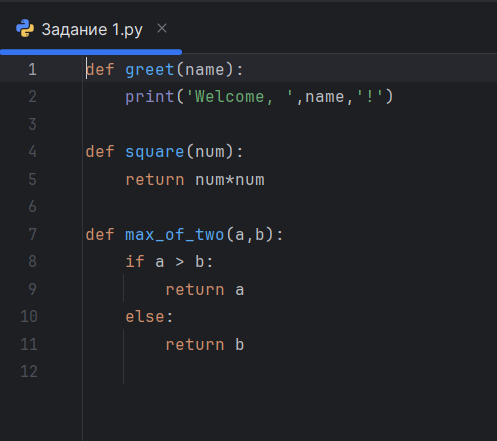 Задание 1.py
1 def greet(name):
2     print('Welcome, ',name,'!')
3
4 def square(num):
5     return num*num
6
7 def max_of_two(a,b):
8     if a > b:
9         return a
10     else:
11         return b
12